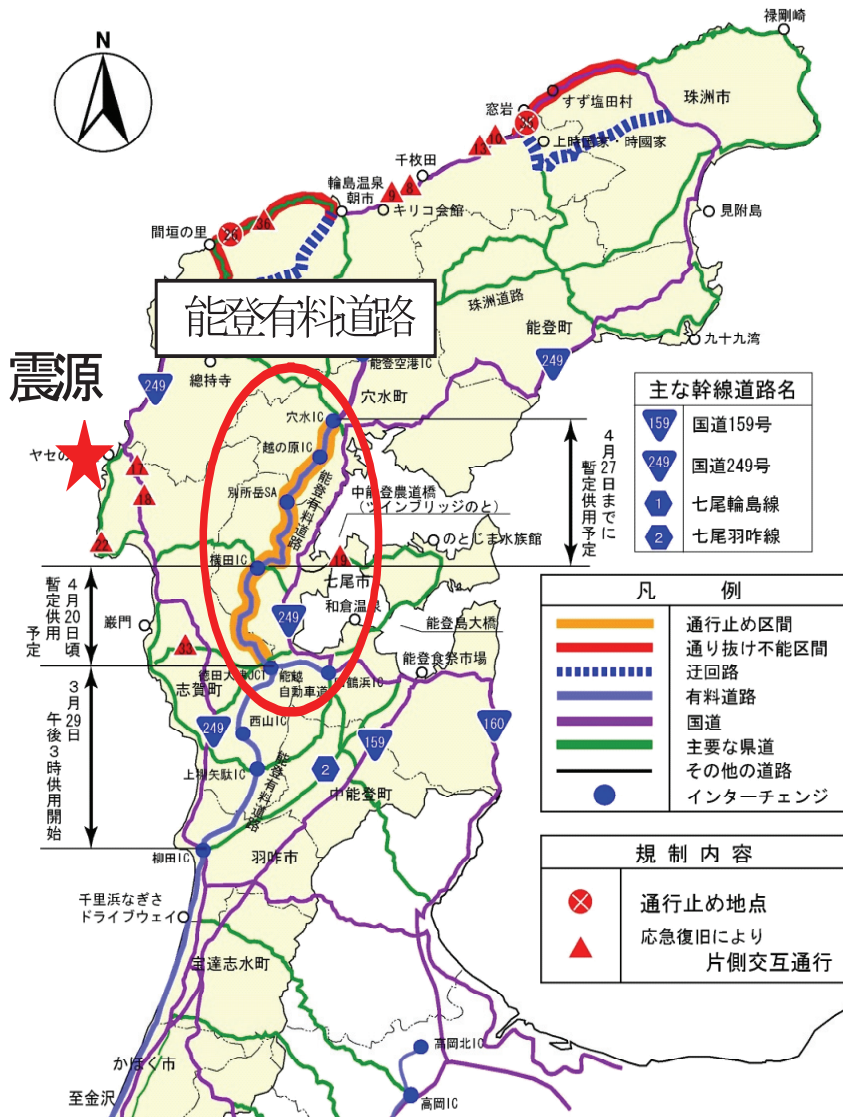 N
禄剛崎
すず塩田村
窓岩
珠洲市
上時国家・時國家
13
10
千枚田
輪島温泉
朝市
9
8
キリコ会館
見附島
間垣の里
36
能登有料道路
珠洲道路
能登町
九十九湾
能登空港IC
249
震源
249
總持寺
穴水町
主な幹線道路名
159
国道159号
249
国道249号
1
七尾輪島線
2
七尾羽咋線
穴水IC
越の原IC
4月27日までに
暫定供用予定
17
18
別所岳SA
能登有料道路
中能登農道橋
(ツインブリッジのと)
のとじま水族館
22
横田IC
19
七尾市
4月20日頃
暫定供用
予定
巌門
249
和倉温泉
能登島大橋
33
能登食祭市場
志賀町
能越
自動車道
3月29日
午後3時供用開始
249
西山IC
159
160
上棚矢駄IC
能登有料道路
2
中能登町
柳田IC
羽咋市
千里浜なぎさ
ドライブウェイ
宝達志水町
かほく市
至金沢
高岡北IC
高岡IC
凡 例
通行止め区間
通り抜け不能区間
迂回路
有料道路
国道
主要な県道
その他の道路
インターチェンジ
規制内容
通行止め地点
応急復旧により
片側交互通行